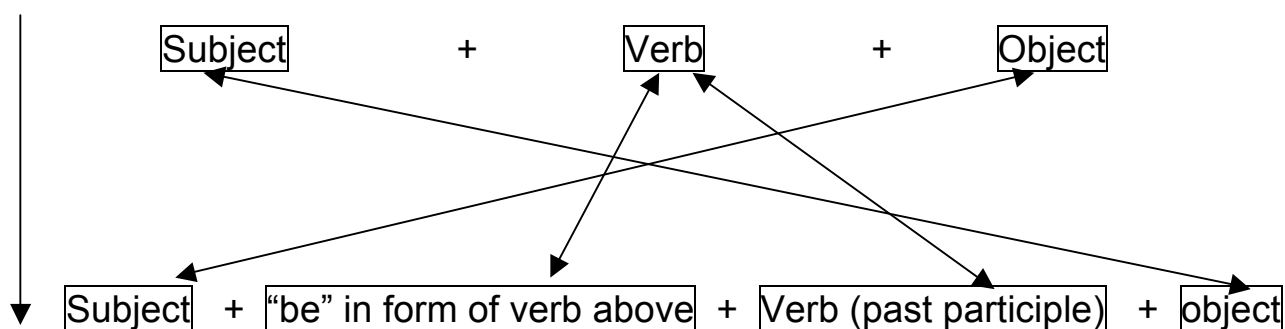 Subject + Verb + Object
Subject + “be” in form of verb above + Verb (past participle) + object